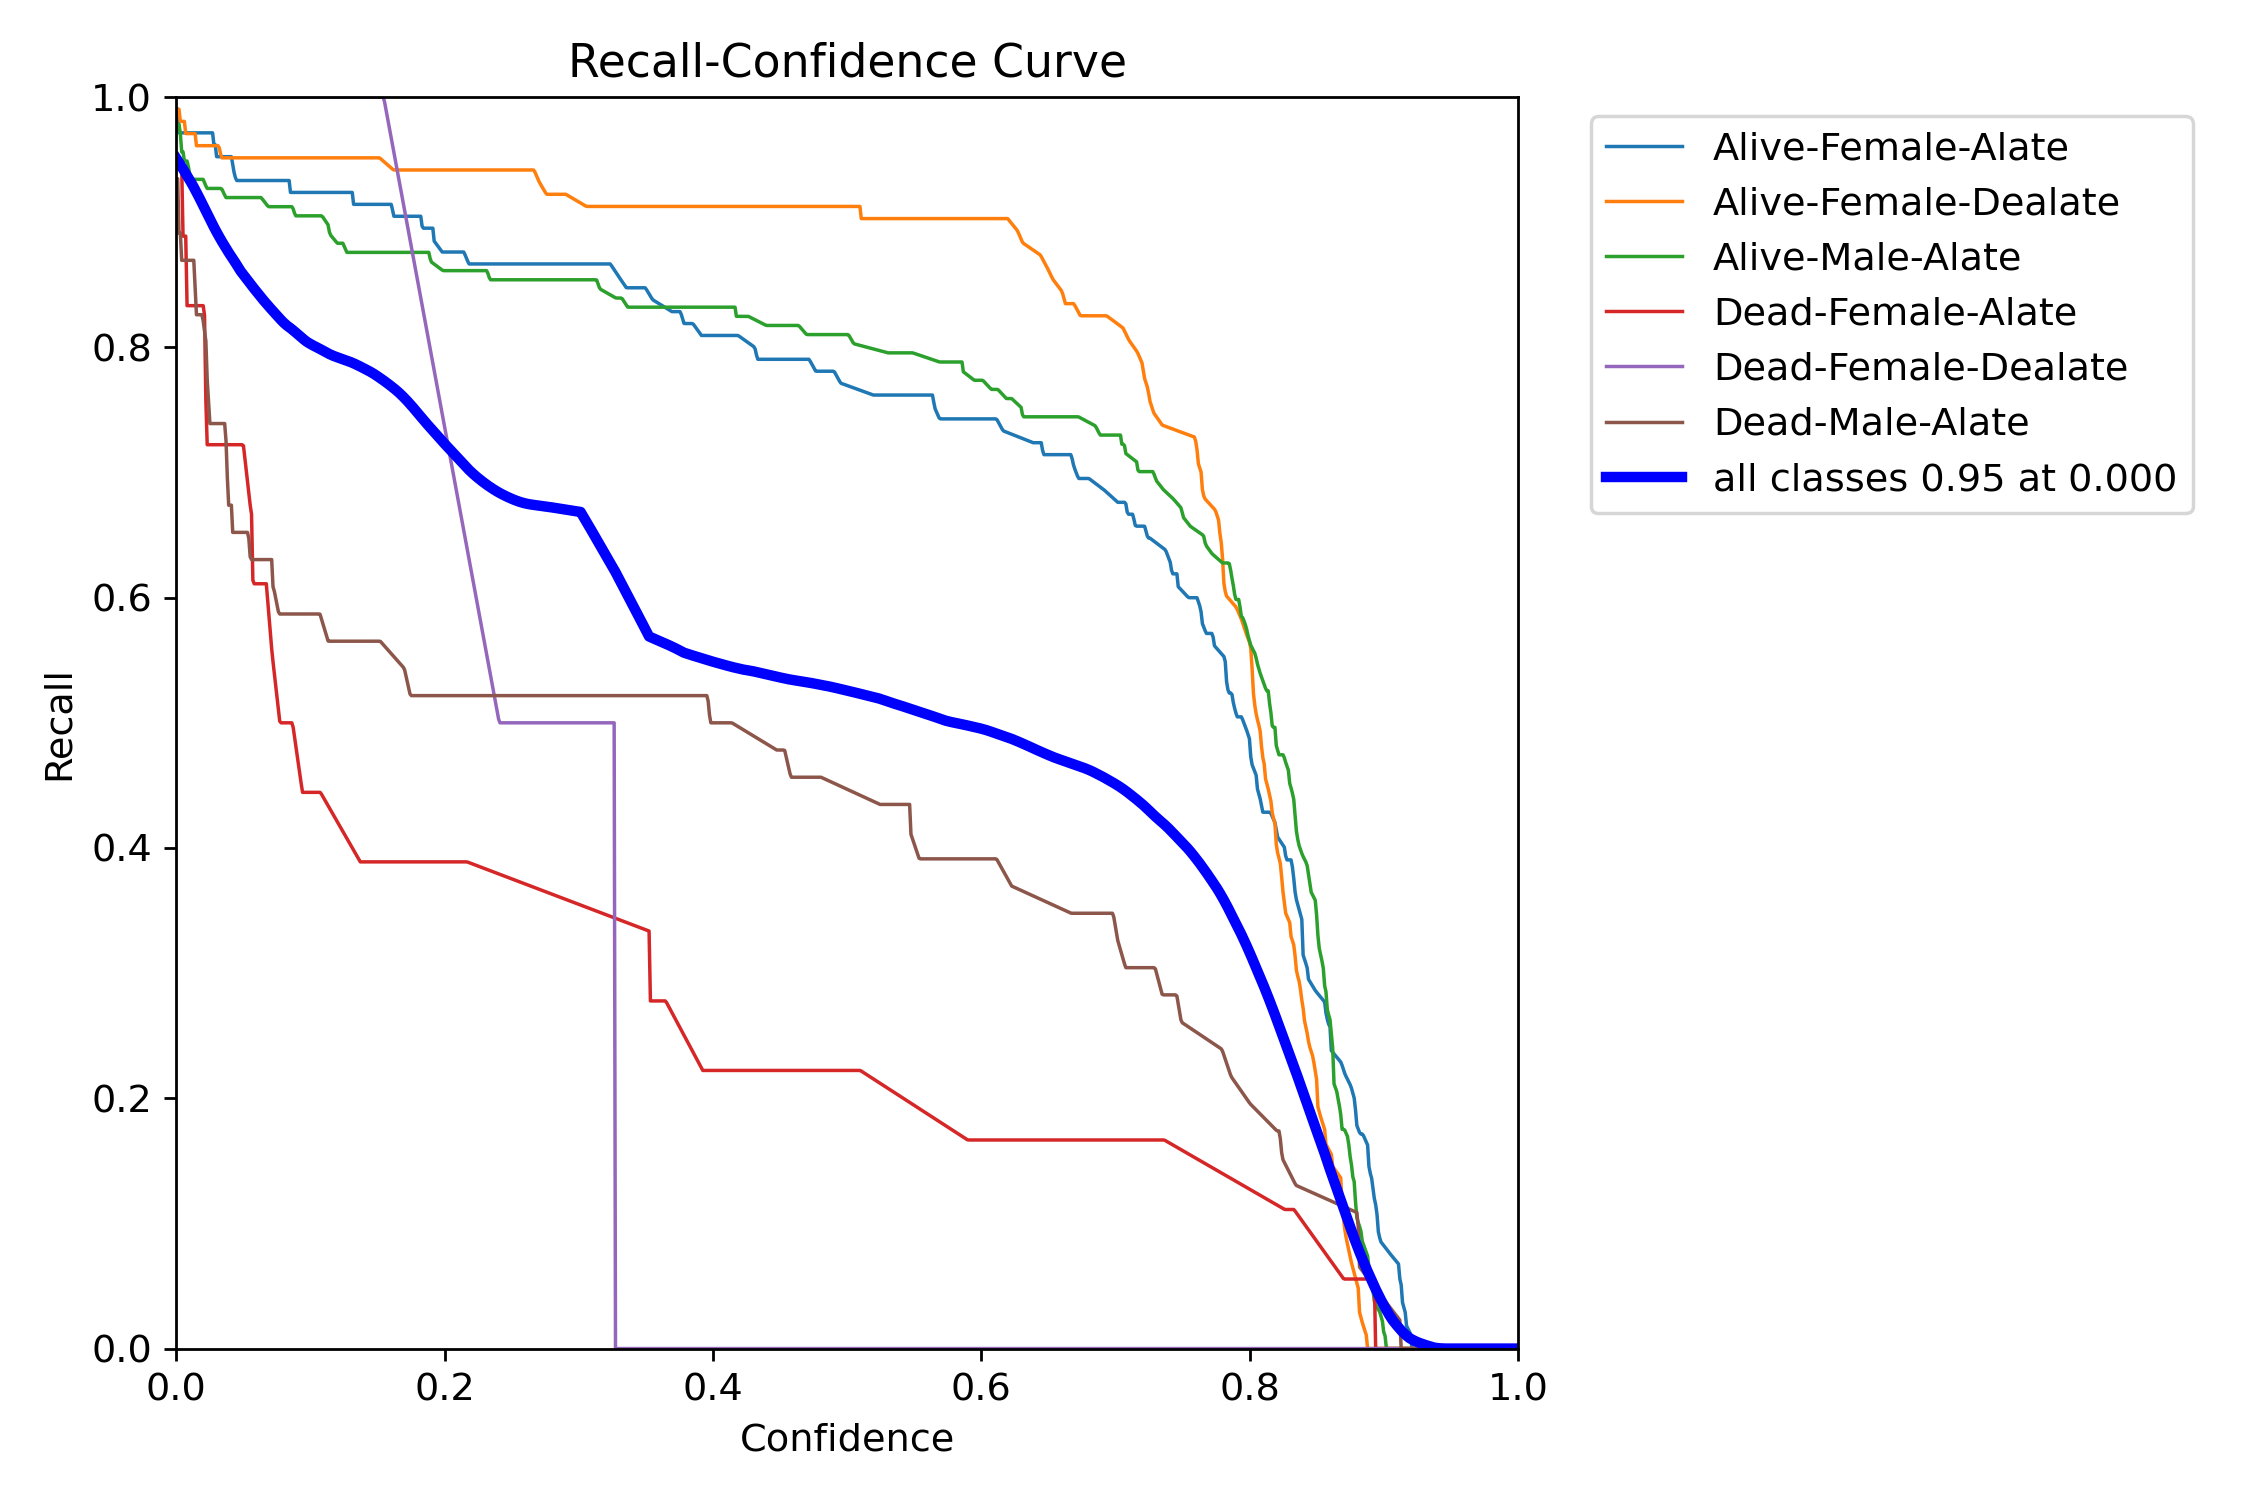 Recall-Confidence Curve
1.0
0.8
0.6
0.4
0.2
0.0
Recall
0.0 0.2 0.4 0.6 0.8 1.0
Confidence
Alive-Female-Alate
Alive-Female-Dealate
Alive-Male-Alate
Dead-Female-Alate
Dead-Female-Dealate
Dead-Male-Alate
all classes 0.95 at 0.000